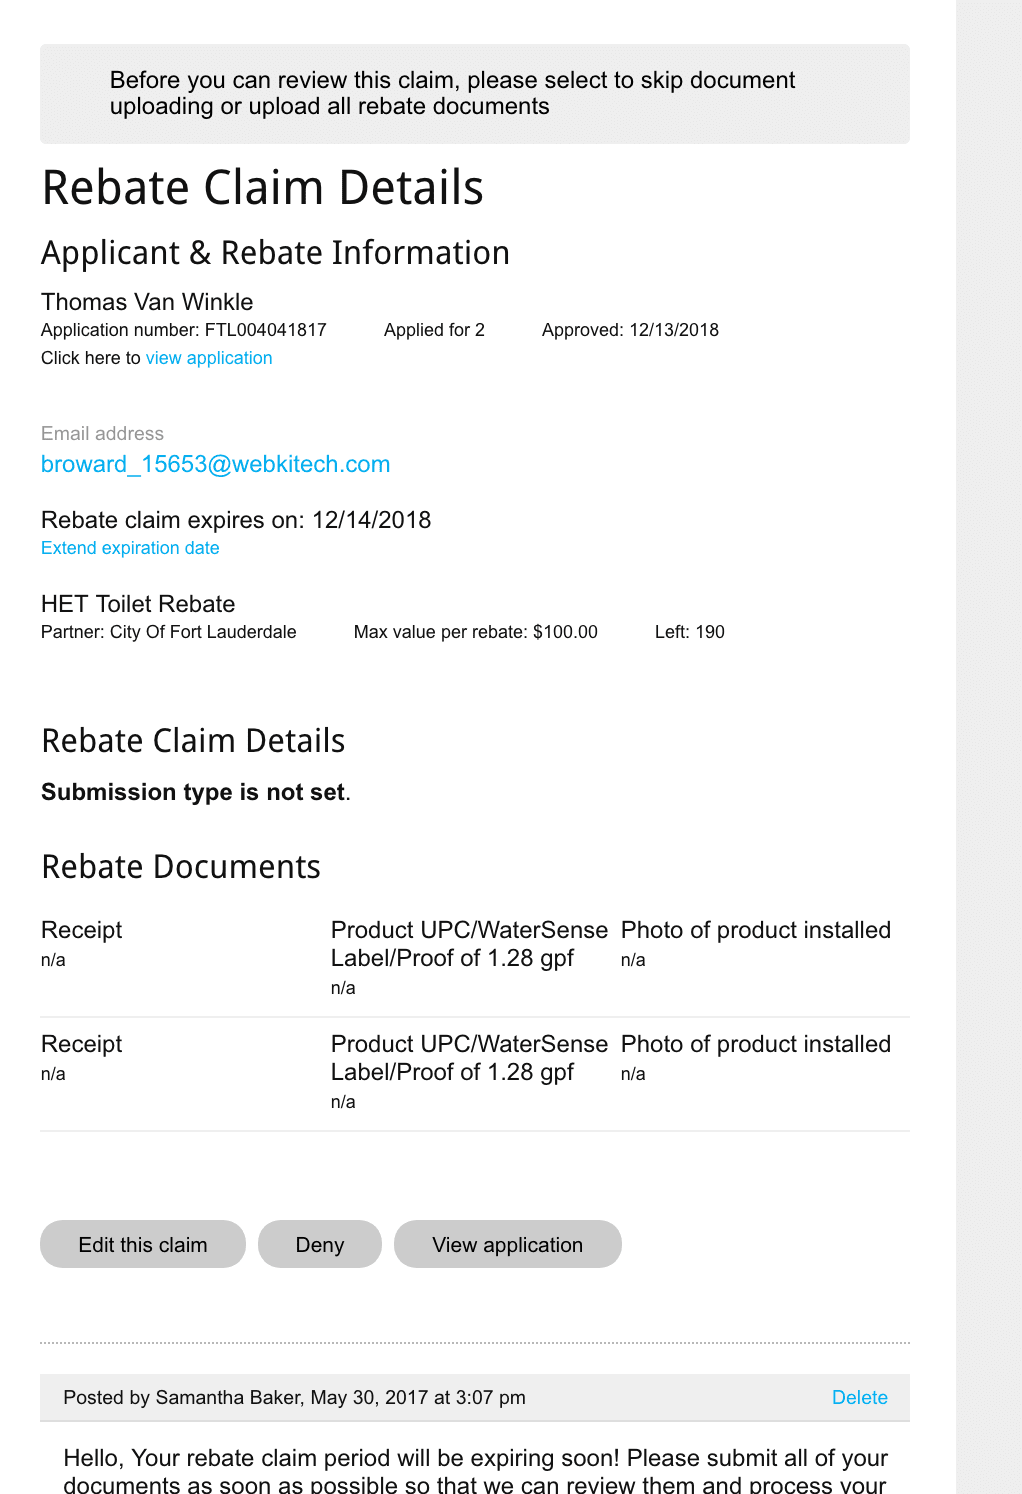 Before you can review this claim, please select to skip document
uploading or upload all rebate documents
Rebate Claim Details
Applicant & Rebate Information
Thomas Van Winkle
Application number: FTL004041817 Applied for 2 Approved: 12/13/2018
Click here to view application
Email address
broward_15653@webkitech.com
Rebate claim expires on: 12/14/2018
Extend expiration date
HET Toilet Rebate
Partner: City Of Fort Lauderdale Max value per rebate: $100.00 Left: 190
Rebate Claim Details
Submission type is not set.
Rebate Documents
Receipt Product UPC/WaterSense Photo of product installed
n/a Label/Proof of 1.28 gpf n/a
n/a
Receipt Product UPC/WaterSense Photo of product installed
n/a Label/Proof of 1.28 gpf n/a
n/a
Edit this claim Deny View application
Posted by Samantha Baker, May 30, 2017 at 3:07 pm Delete
Hello, Your rebate claim period will be expiring soon! Please submit all of your
documents as soon as possible so that we can review them and process your